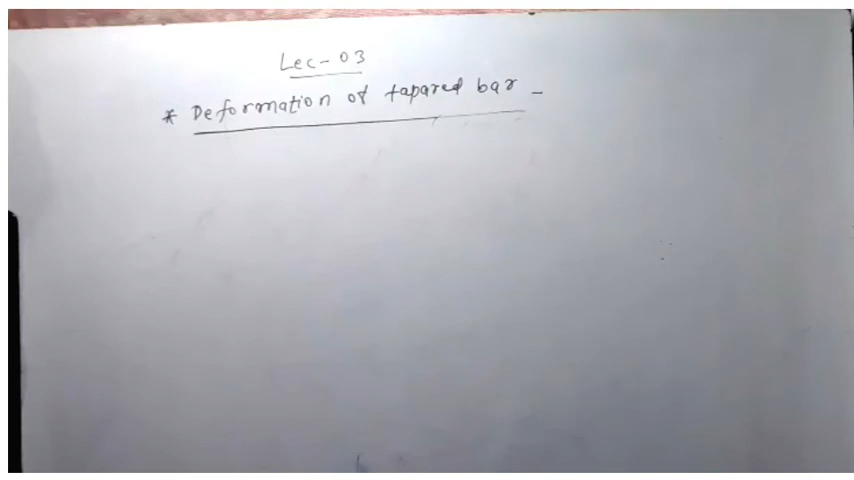 Lec-03
* Deformation of tapared bar -